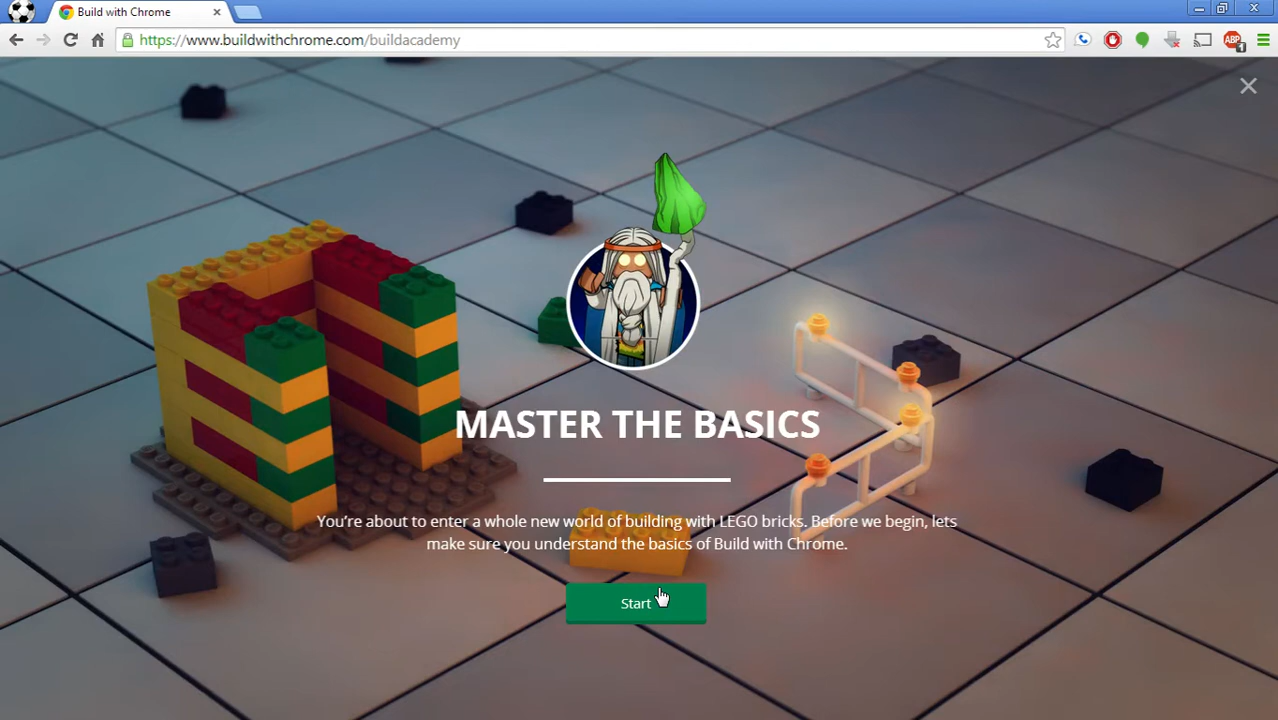 Build with Chrome
https://www.buildwithchrome.com/buildacademy
ABP
1
MASTER THE BASICS
You're about to enter a whole new world of building with LEGO bricks. Before we begin, lets
make sure you understand the basics of Build with Chrome.
Start